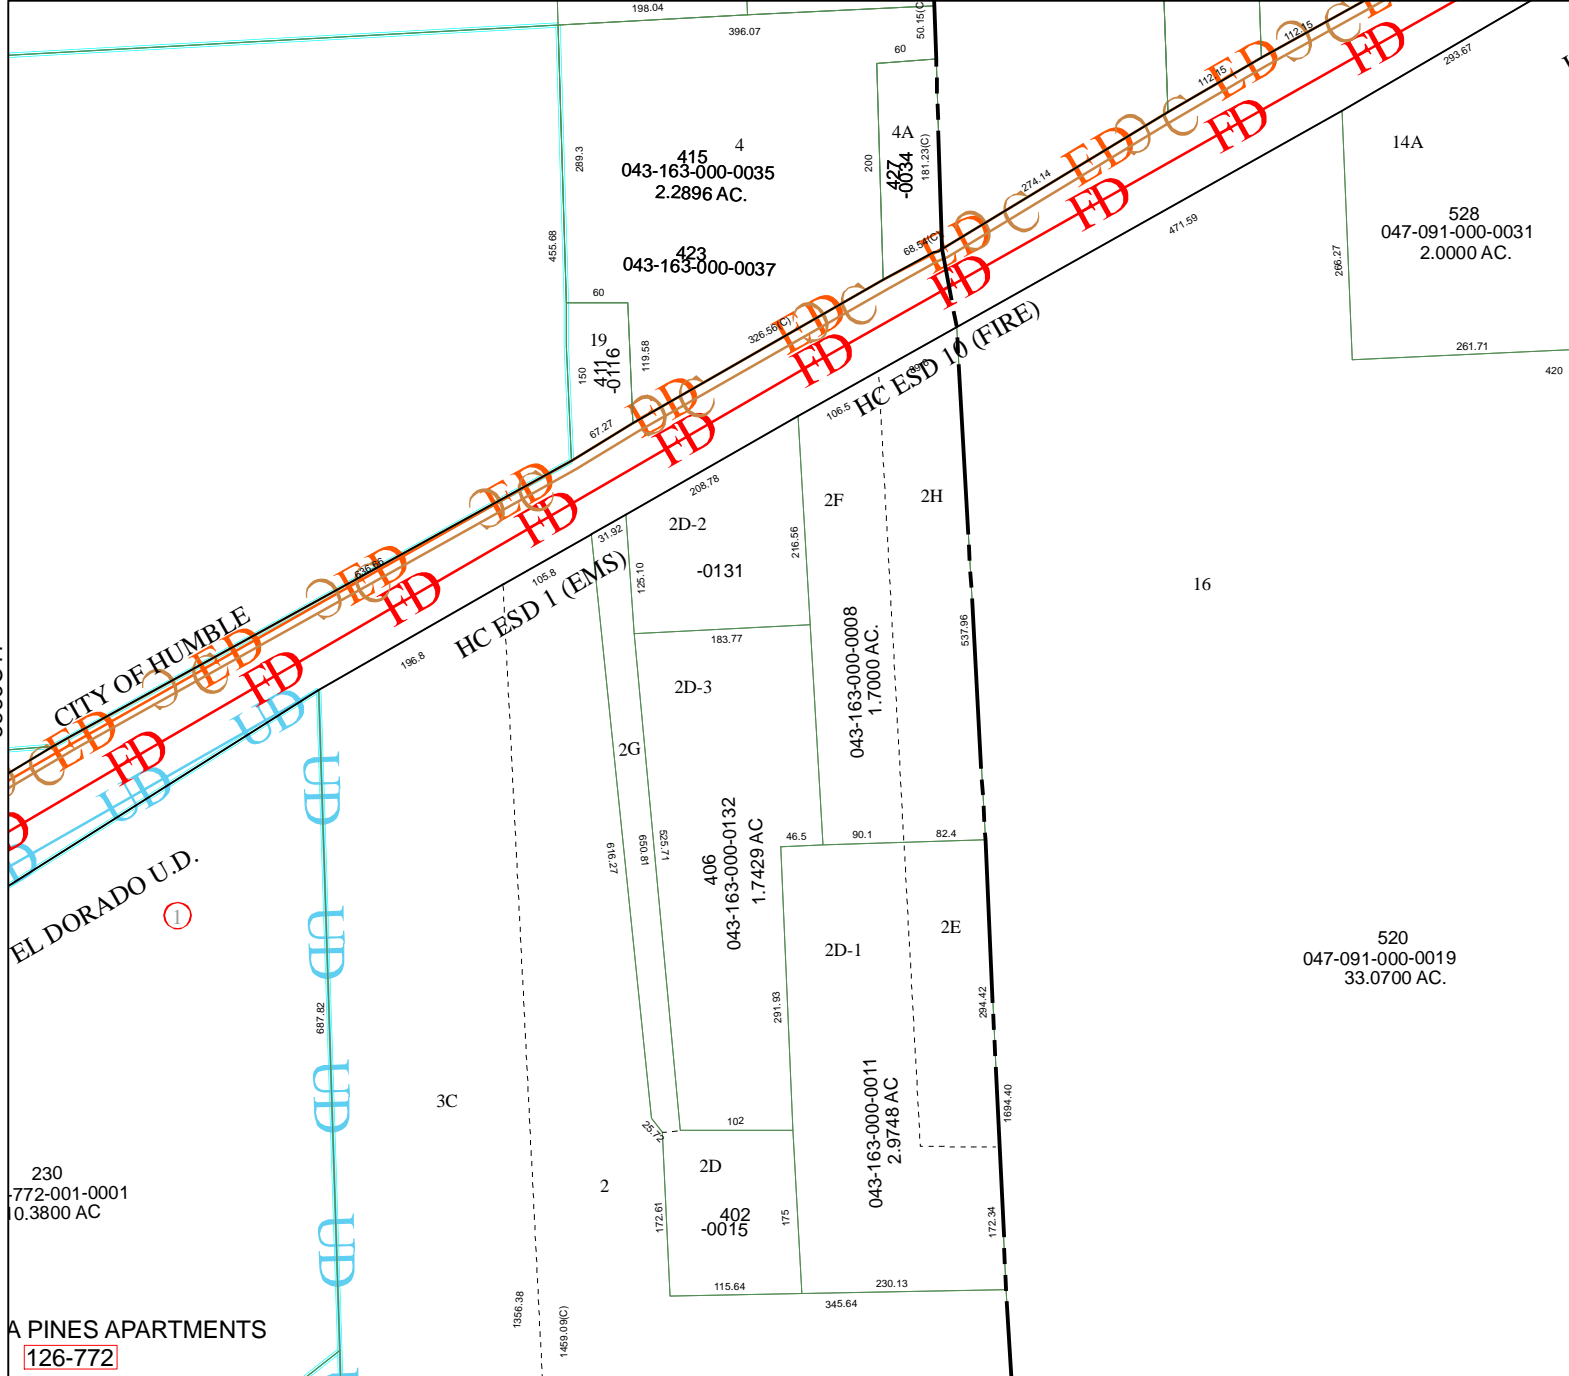 198.04
396.07
50.15(C)
60
289.3
4
415
043-163-000-0035
2.2896 AC.
200
4A
427
-0034
181.23(C)
112.15
112.15
293.67
14A
528
047-091-000-0031
2.0000 AC.
455.68
423
043-163-000-0037
68.54(C)
274.14
471.59
266.27
261.71
420
60
19
411
-0116
150
119.58
326.56(C)
67.27
HC ESD 10 (FIRE)
106.5
208.78
2F
2H
2D-2
31.92
216.56
125.10
-0131
105.8
HC ESD 1 (EMS)
636.66
183.77
16
537.96
043-163-000-0008
1.7000 AC.
CITY OF HUMBLE
196.8
2D-3
2G
ED
FD
UD
C
616.27
650.81
525.71
406
043-163-000-0132
1.7429 AC
46.5
90.1
82.4
EL DORADO U.D.
1
2D-1
2E
520
047-091-000-0019
33.0700 AC.
687.82
291.93
294.42
3C
1694.40
25.72
102
043-163-000-0011
2.9748 AC
2D
2
230
-772-001-0001
10.3800 AC
172.61
402
-0015
175
172.34
115.64
230.13
345.64
1356.38
1459.09(C)
A PINES APARTMENTS
126-772